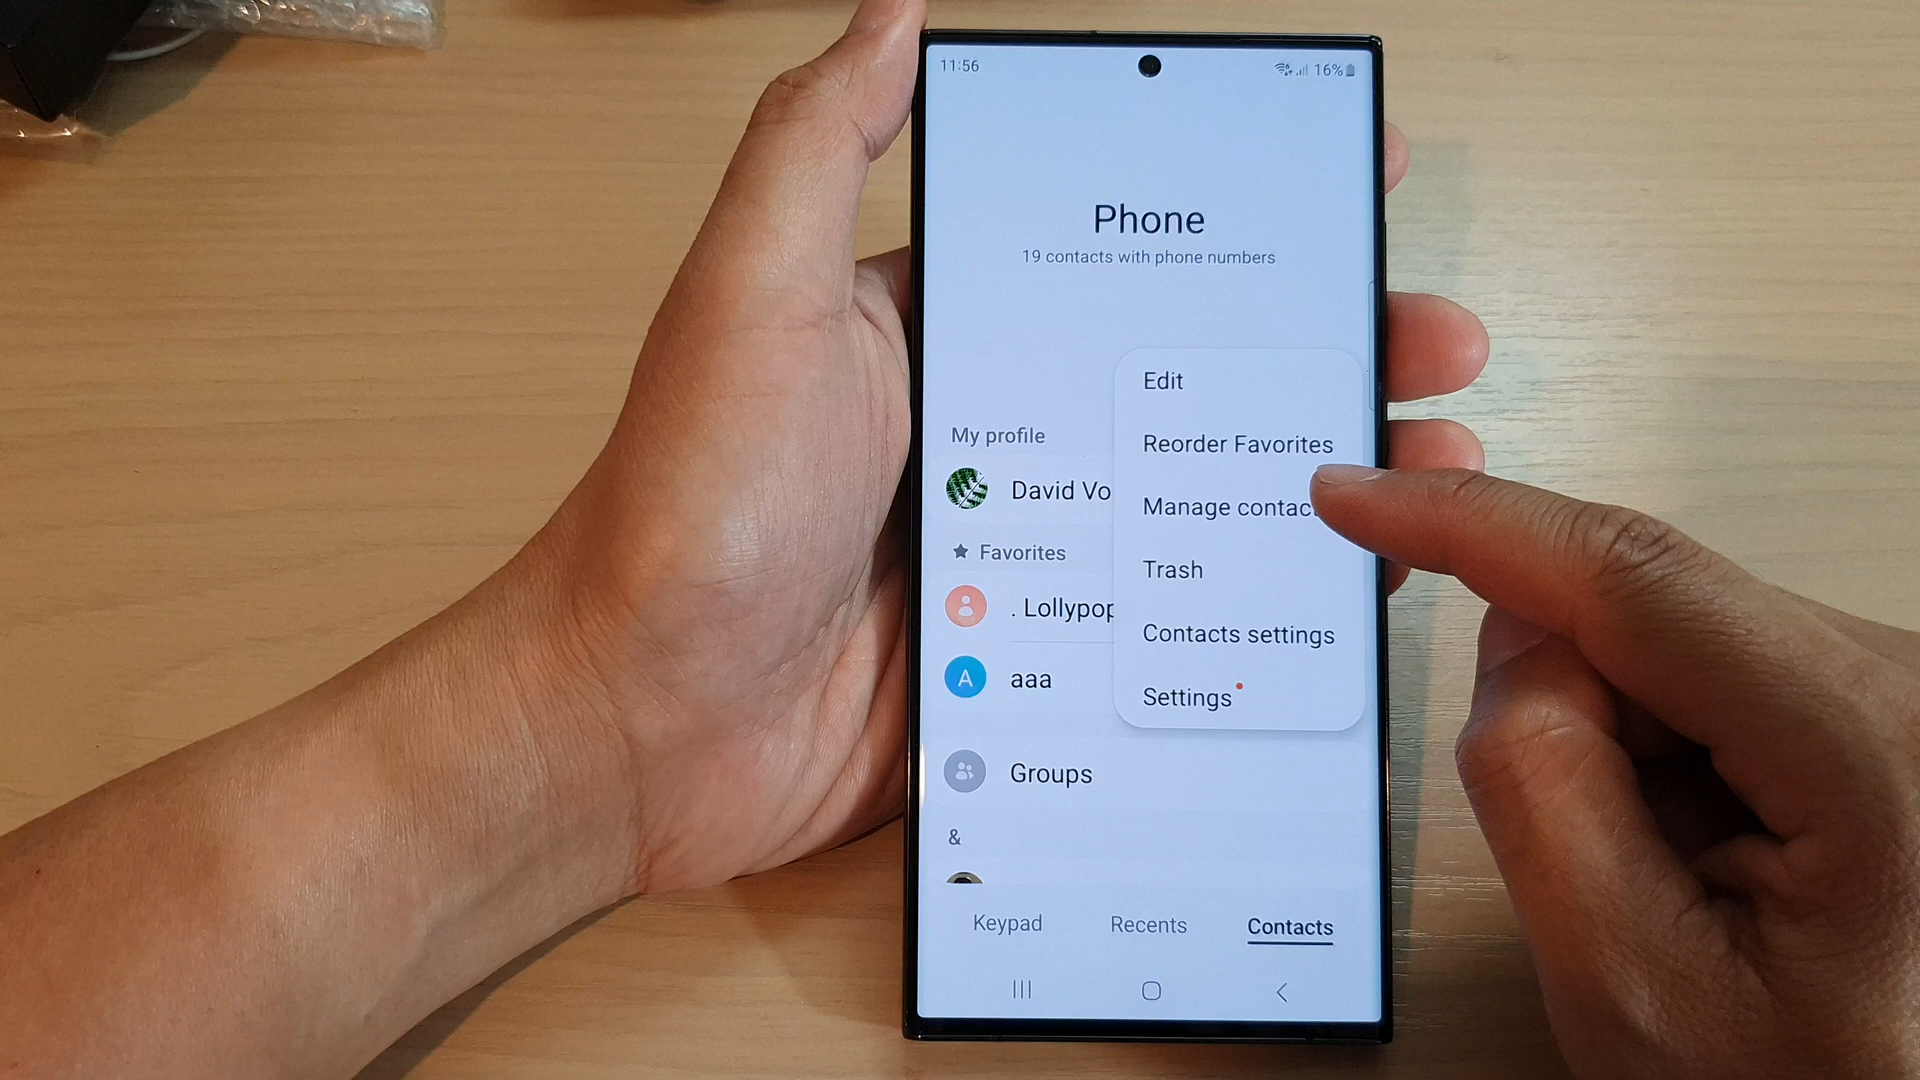 11:56
16%
Phone
19 contacts with phone numbers
Edit
Reorder Favorites
My profile
David Vo
Manage contac
Favorites
Trash
. Lollypop
Contacts settings
A aaa
Settings
Groups
&
Keypad Recents Contacts